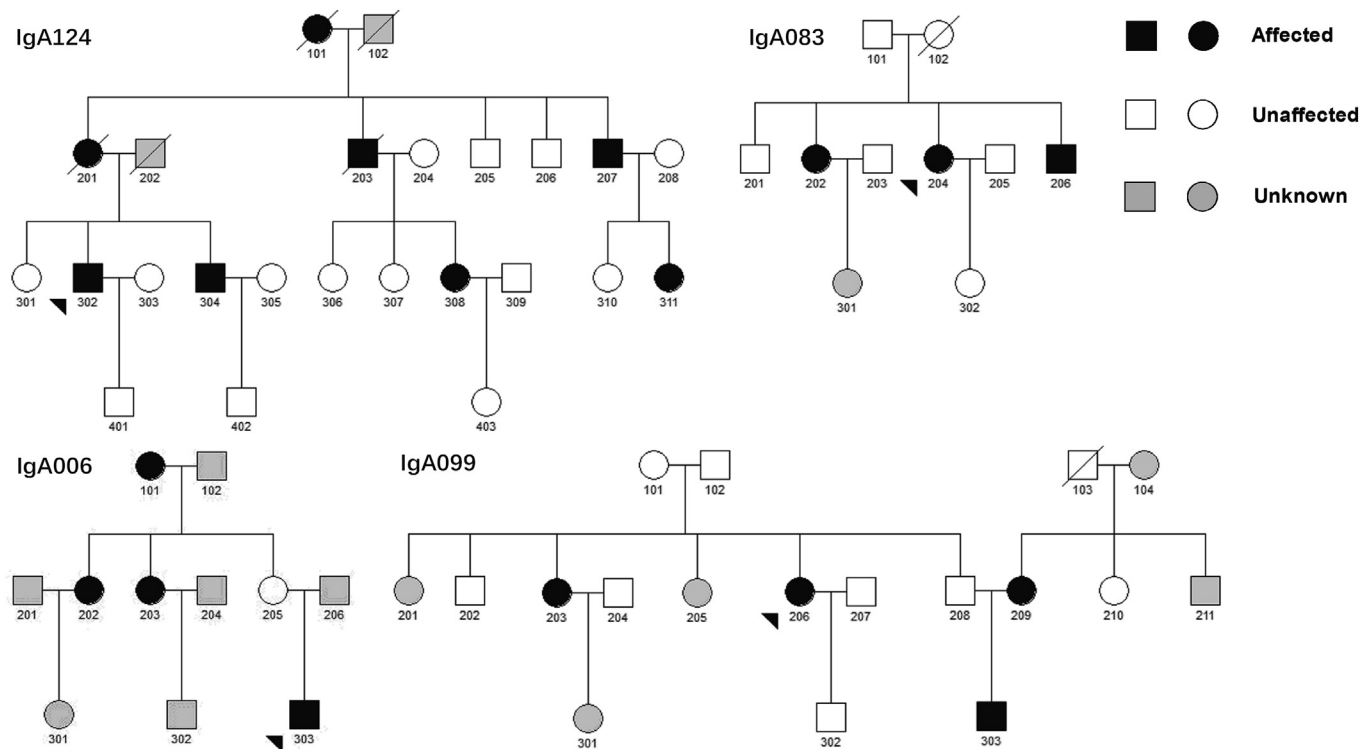 IgA124
101 102
201 202 203 204 205 206 207 208
301 302 303 304 305 306 307 308 309 310 311
401 402 403
IgA083
101 102
201 202 203 204 205 206
301 302
Affected
Unaffected
Unknown
IgA006
101 102
201 202 203 204 205 206
301 302 303
IgA099
101 102 103 104
201 202 203 204 205 206 207 208 209 210 211
301 302 303